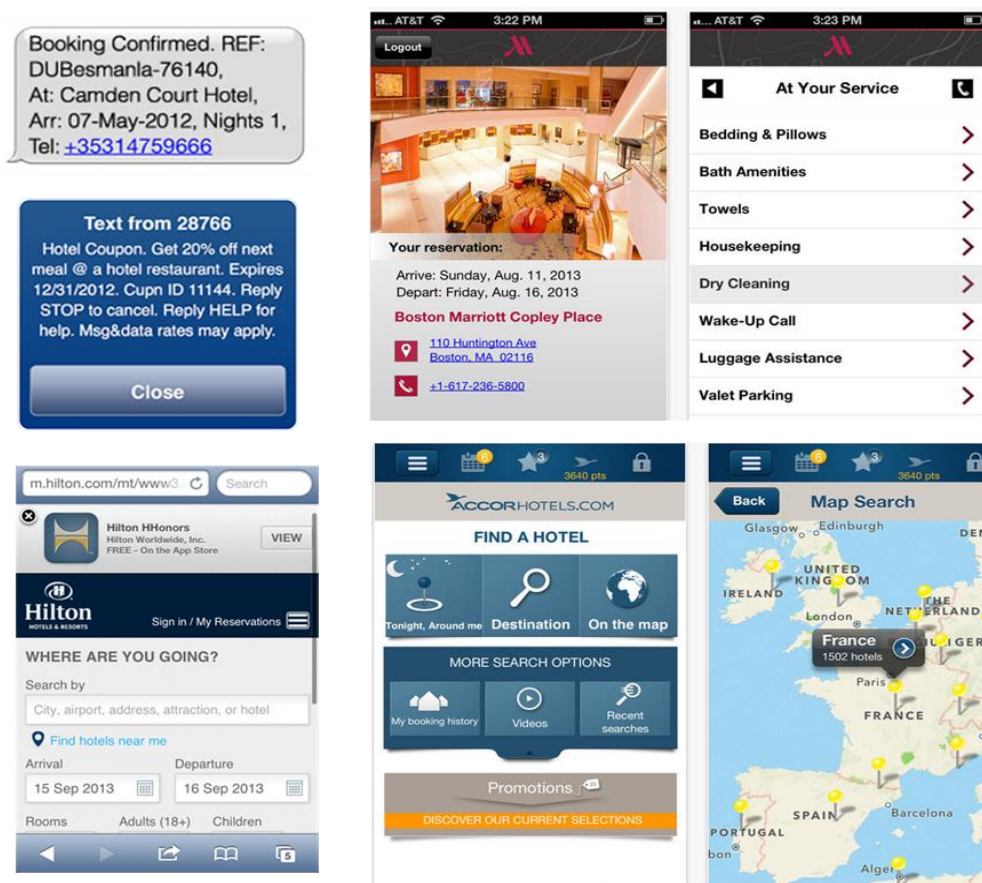 Booking Confirmed. REF:
DUBesmanla-76140,
At: Camden Court Hotel,
Arr: 07-May-2012, Nights 1,
Tel: +35314759666
Text from 28766
Hotel Coupon. Get 20% off next
meal @ a hotel restaurant. Expires
12/31/2012. Cupn ID 11144. Reply
STOP to cancel. Reply HELP for
help. Msg&data rates may apply.
Close
m.hilton.com/mt/www3.
Search
Hilton HHonors
Hilton Worldwide, Inc.
FREE - On the App Store
VIEW
Hilton
HOTELS & RESORTS
Sign in / My Reservations
WHERE ARE YOU GOING?
Search by
City, airport, address, attraction, or hotel
Find hotels near me
Arrival Departure
15 Sep 2013 16 Sep 2013
Rooms Adults (18+) Children
5
AT&T 3:22 PM
Logout
Your reservation:
Arrive: Sunday, Aug. 11, 2013
Depart: Friday, Aug. 16, 2013
Boston Marriott Copley Place
110 Huntington Ave
Boston, MA 02116
+1-617-236-5800
AT&T 3:23 PM
At Your Service
Bedding & Pillows
Bath Amenities
Towels
Housekeeping
Dry Cleaning
Wake-Up Call
Luggage Assistance
Valet Parking
6 3
3640 pts
ACCORHOTELS.COM
FIND A HOTEL
Tonight, Around me Destination On the map
MORE SEARCH OPTIONS
My booking history Videos Recent
searches
Promotions
DISCOVER OUR CURRENT SELECTIONS
6 3
3640 pts
Back Map Search
Glasgow Edinburgh
DEN
UNITED
KINGDOM
IRELAND
THE
NETHERLAND
London
France
1502 hotels
Paris
FRANCE
SPAIN
Barcelona
PORTUGAL
bon
Alger